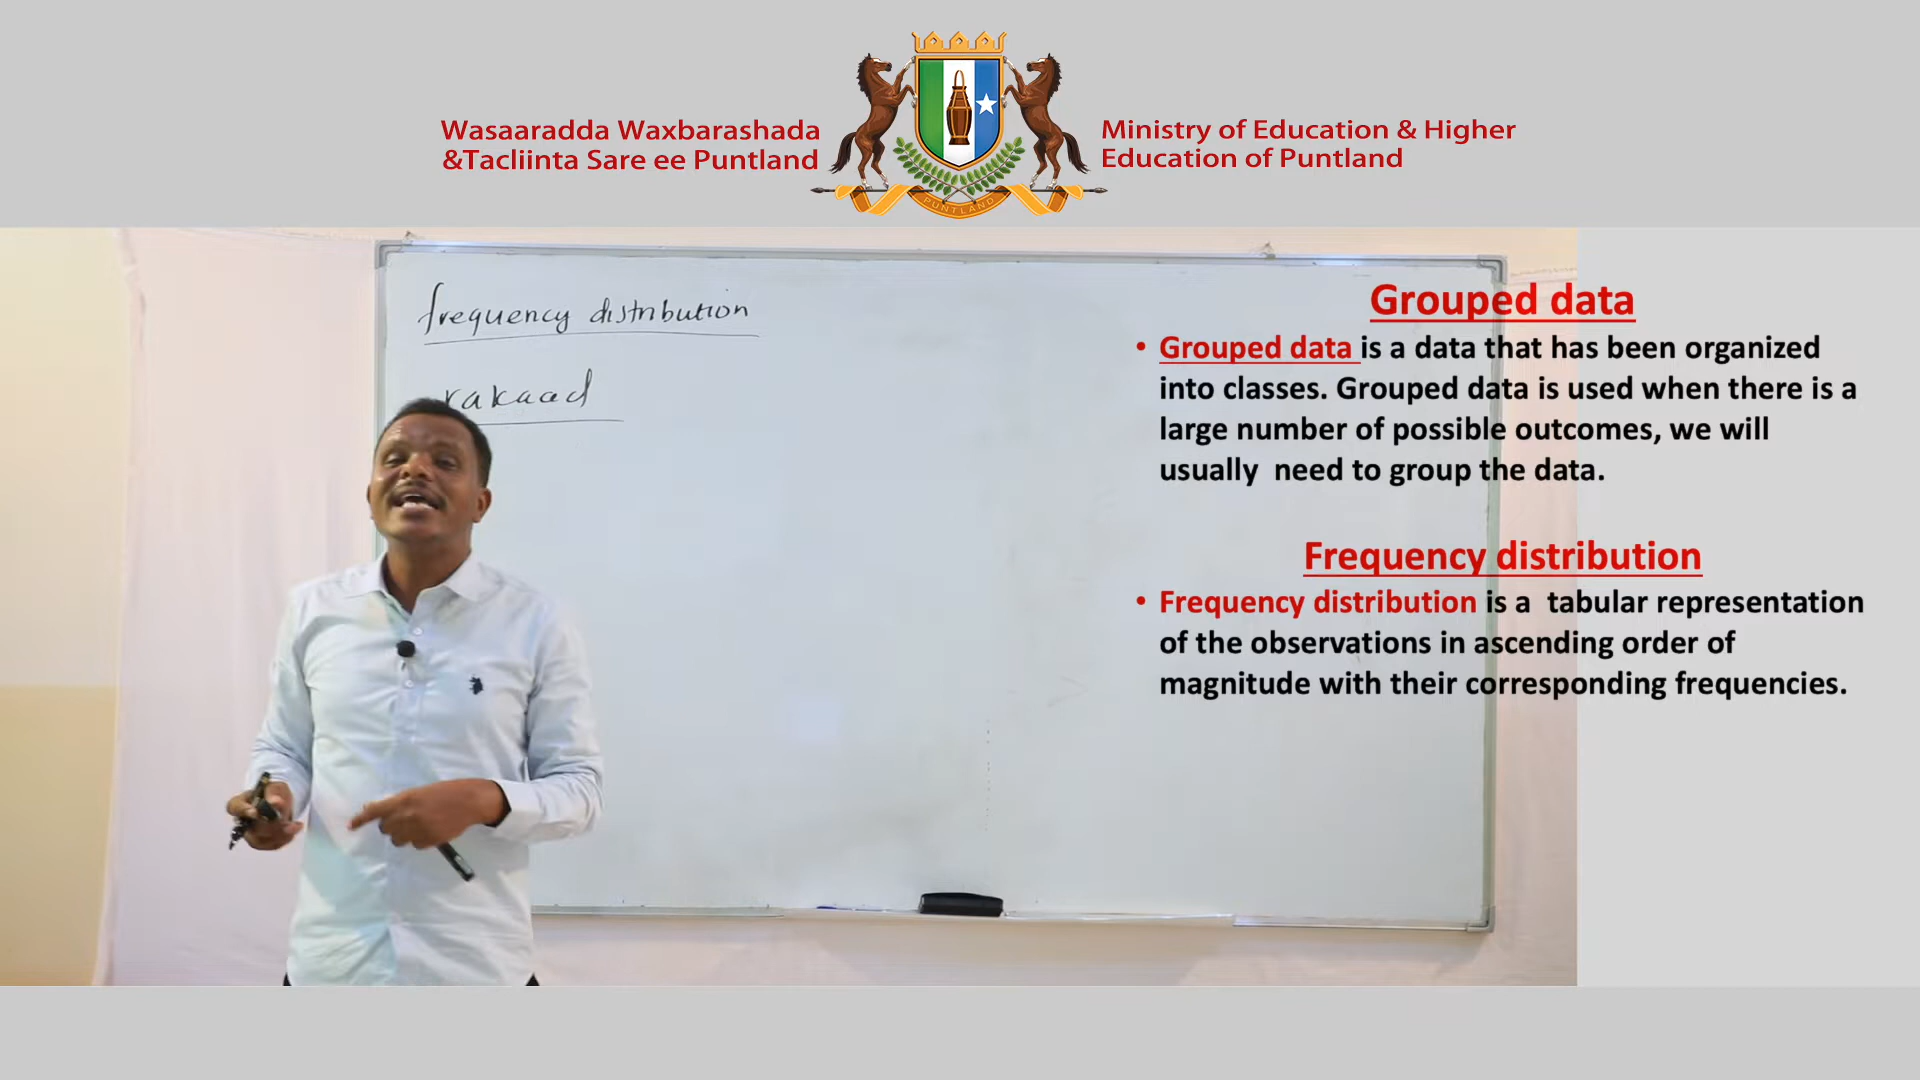 Wasaaradda Waxbarashada
&Tacliinta Sare ee Puntland
PUNTLAND
Ministry of Education & Higher
Education of Puntland
frequency distribution
rakaad
Grouped data
• Grouped data is a data that has been organized
into classes. Grouped data is used when there is a
large number of possible outcomes, we will
usually need to group the data.
Frequency distribution
• Frequency distribution is a tabular representation
of the observations in ascending order of
magnitude with their corresponding frequencies.